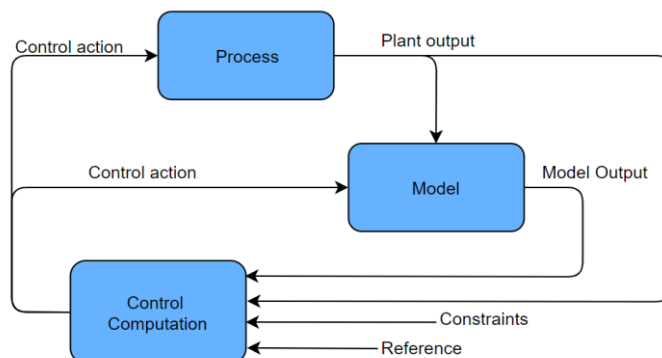 Control action
Process
Plant output
Control action
Model
Model Output
Control
Computation
Constraints
Reference